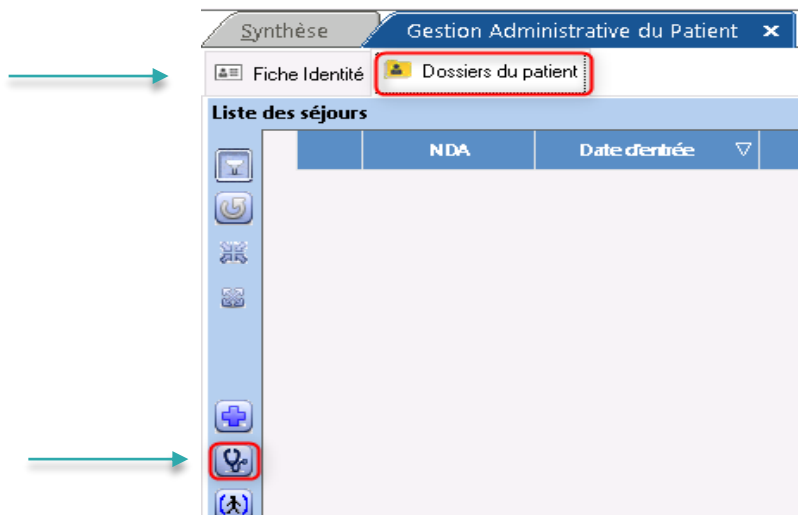 Synthèse Gestion Administrative du Patient x
Fiche Identité Dossiers du patient
Liste des séjours
NDA Date d'entrée